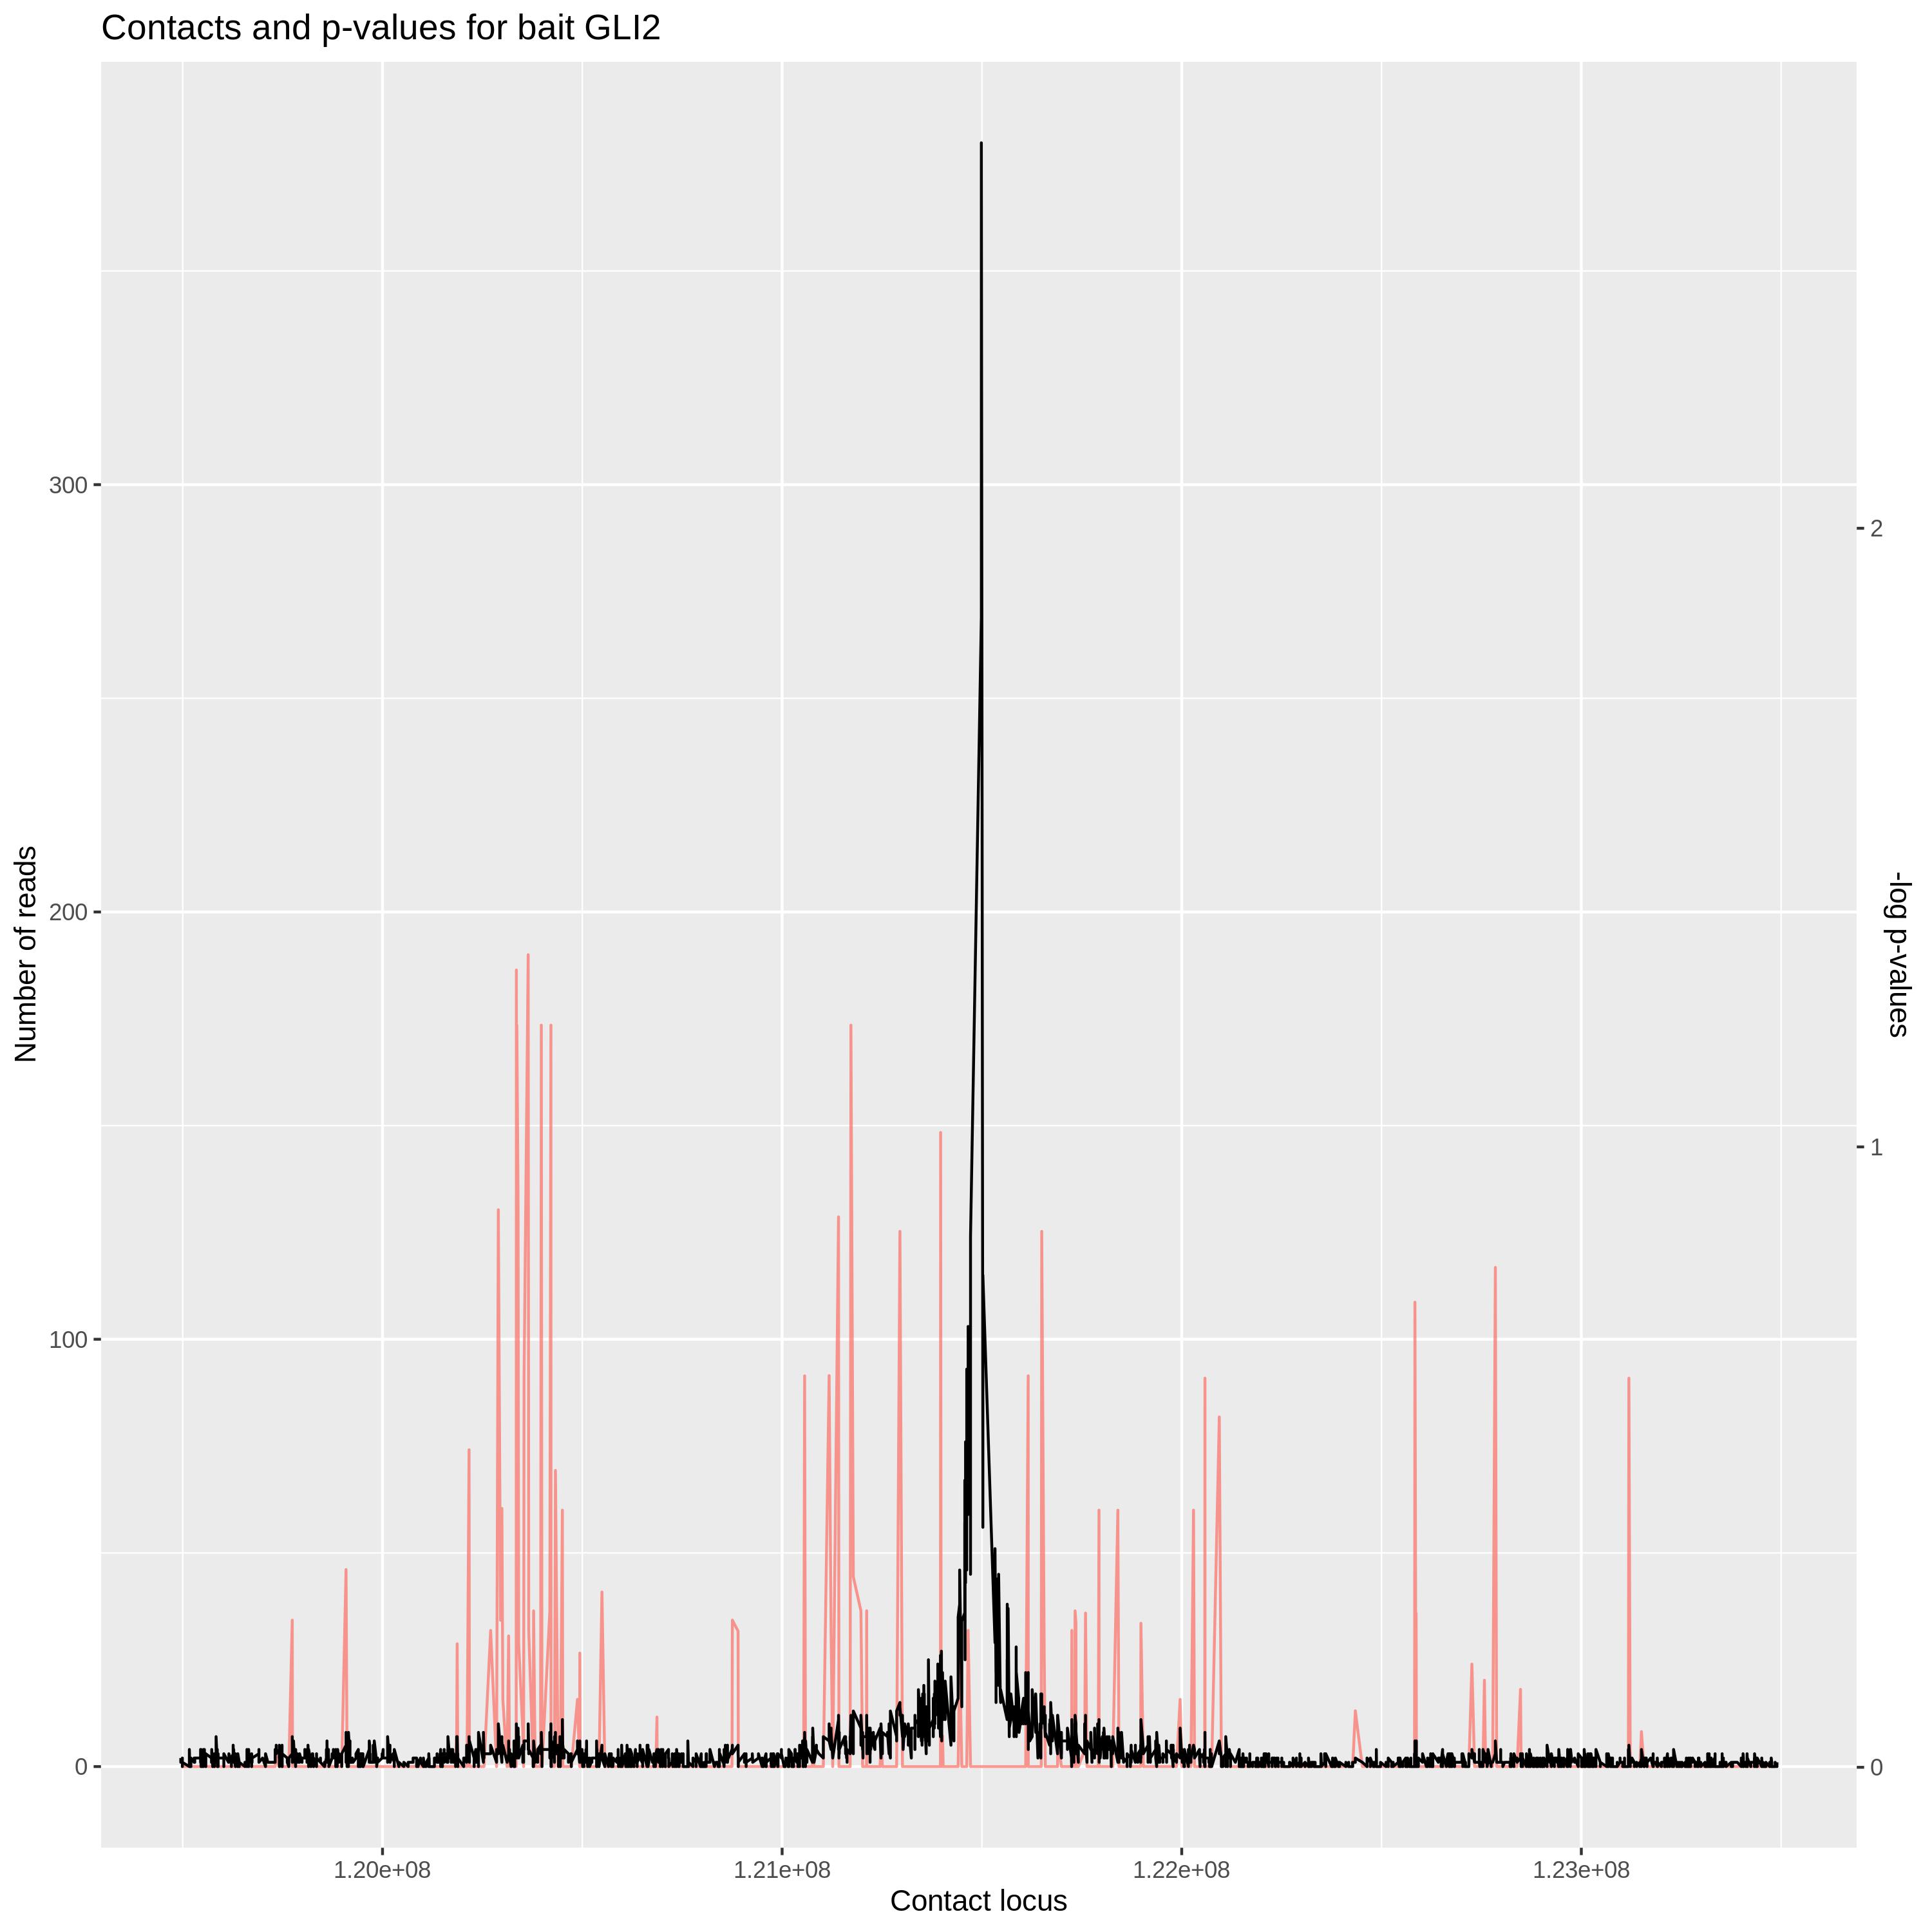 Contacts and p-values for bait GLI2
Number of reads
300
200
100
0
2
1
0
-log p-values
1.20e+08
1.21e+08
1.22e+08
1.23e+08
Contact locus